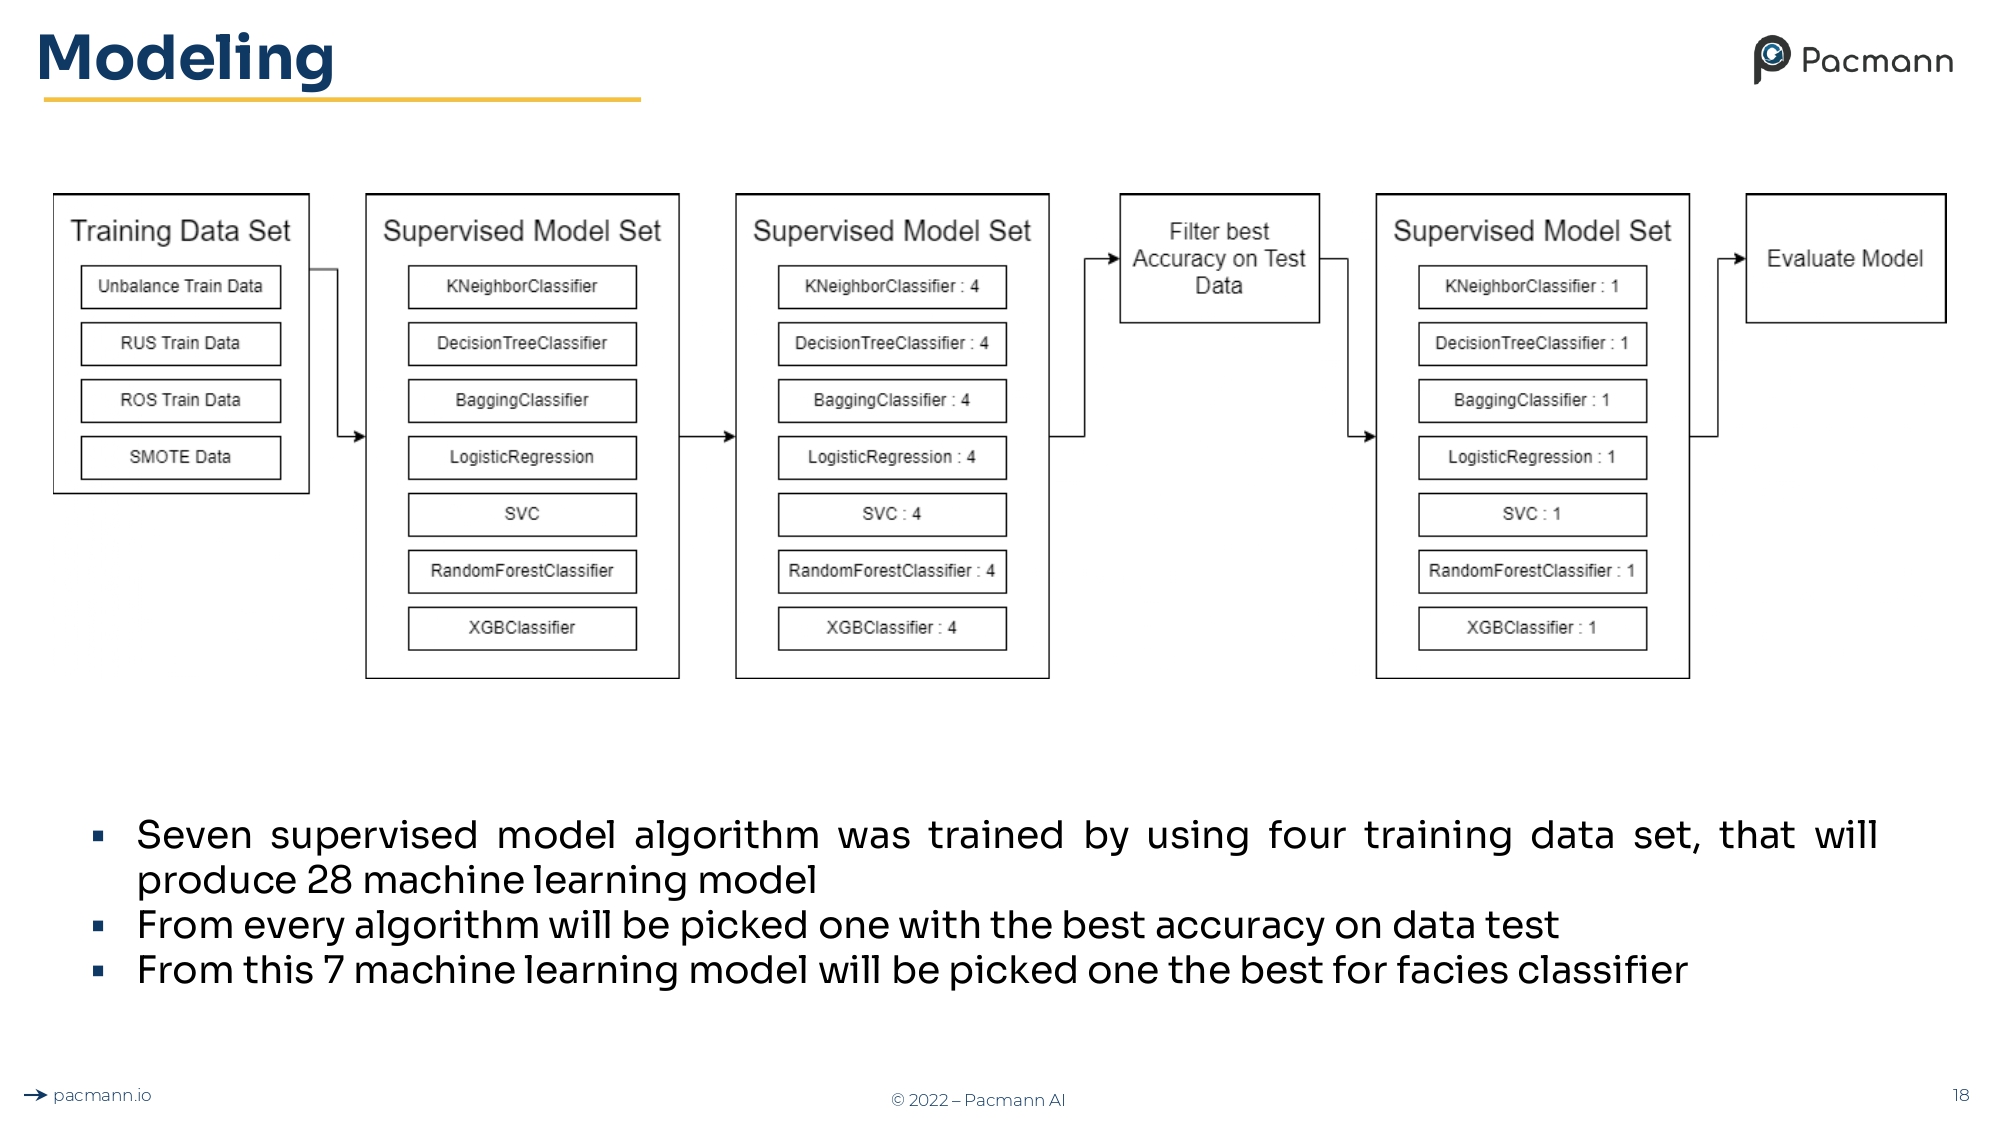 Modeling
Pacmann
Training Data Set
Unbalance Train Data
RUS Train Data
ROS Train Data
SMOTE Data
Supervised Model Set
KNeighborClassifier
DecisionTreeClassifier
BaggingClassifier
LogisticRegression
SVC
RandomForestClassifier
XGBClassifier
Supervised Model Set
KNeighborClassifier : 4
DecisionTreeClassifier : 4
BaggingClassifier : 4
LogisticRegression : 4
SVC : 4
RandomForestClassifier : 4
XGBClassifier : 4
Filter best
Accuracy on Test
Data
Supervised Model Set
KNeighborClassifier : 1
DecisionTreeClassifier : 1
BaggingClassifier : 1
LogisticRegression : 1
SVC : 1
RandomForestClassifier : 1
XGBClassifier : 1
Evaluate Model
▪ Seven supervised model algorithm was trained by using four training data set, that will
produce 28 machine learning model
▪ From every algorithm will be picked one with the best accuracy on data test
▪ From this 7 machine learning model will be picked one the best for facies classifier
pacmann.io
© 2022 – Pacmann AI
18